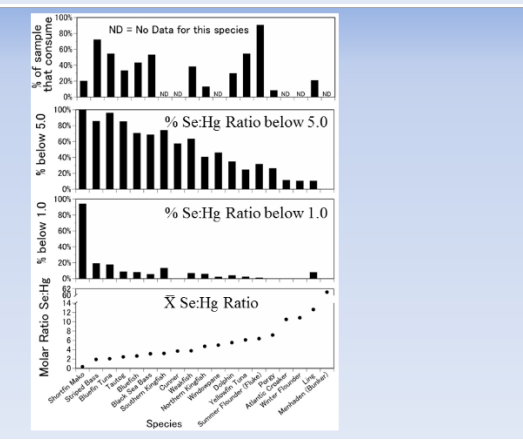 % of sample
that consume
100%
80%
60%
40%
20%
0%
ND = No Data for this species
ND ND ND ND ND ND
% below 5.0
100%
80%
60%
40%
20%
0%
% Se:Hg Ratio below 5.0
% below 1.0
100%
80%
60%
40%
20%
0%
% Se:Hg Ratio below 1.0
Molar Ratio Se:Hg
62
60
14
12
10
8
6
4
2
0
X̅ Se:Hg Ratio
Shortfin Mako
Striped Bass
Bluefin Tuna
Tautog
Bluefish
Black Sea Bass
Southern Kingfish
Cunner
Weakfish
Northern Kingfish
Windowpane
Dolphin
Yellowfin Tuna
Summer Flounder (Fluke)
Porgy
Atlantic Croaker
Winter Flounder
Ling
Menhaden (Bunker)
Species